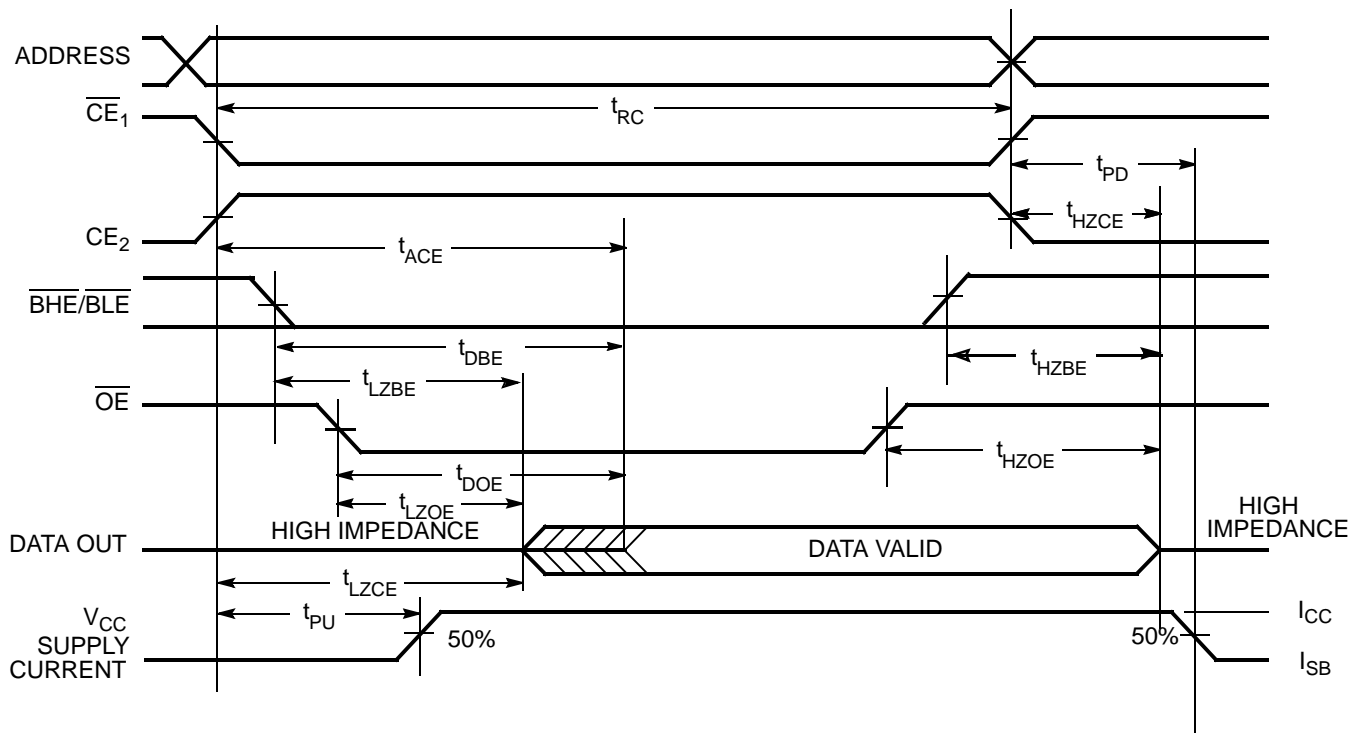 ADDRESS
tRC
CE1
tPD
tHZCE
CE2
tACE
BHE/BLE
tDBE
tHZBE
tLZBE
OE
tHZOE
tDOE
tLZOE
HIGH IMPEDANCE
HIGH
IMPEDANCE
DATA OUT
DATA VALID
tLZCE
VCC
SUPPLY
CURRENT
tPU
50%
50%
ICC
ISB